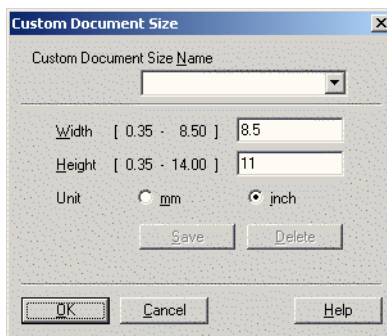 Custom Document Size
Custom Document Size Name
Width [ 0.35 - 8.50 ] 8.5
Height [ 0.35 - 14.00 ] 11
Unit mm inch
Save Delete
OK Cancel Help